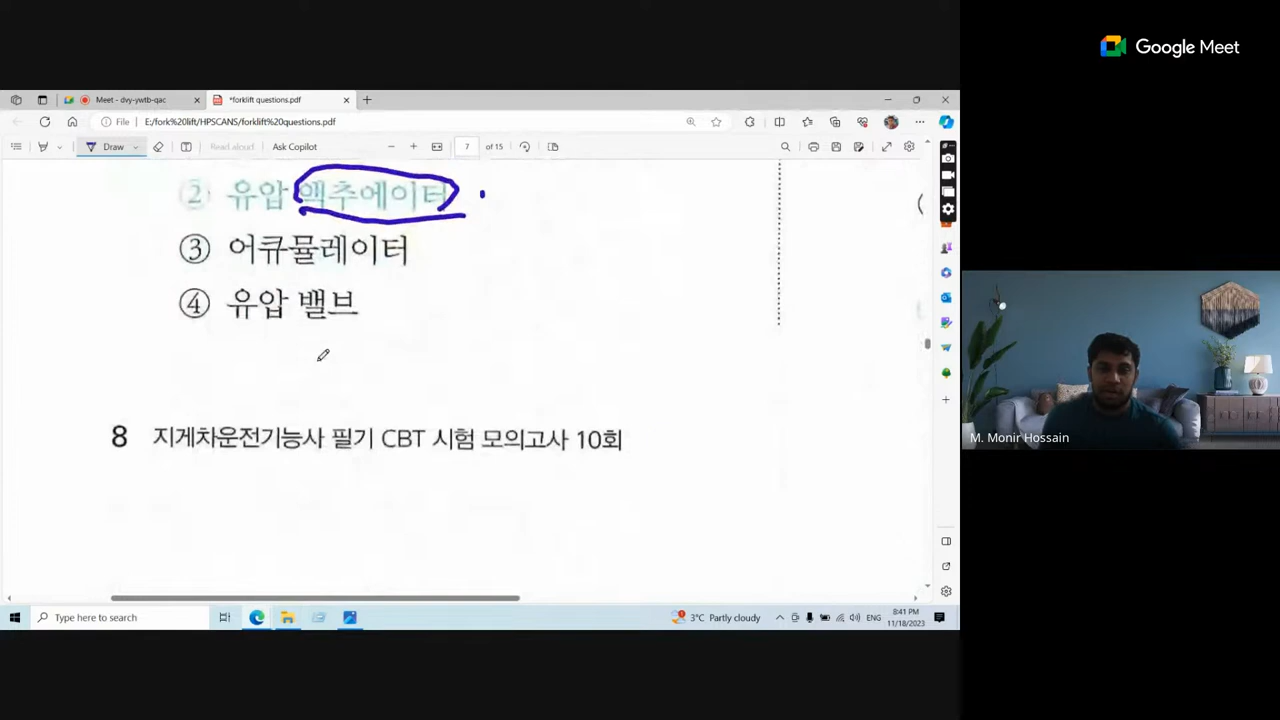 Google Meet
Meet - dvy-ywtb-qac
*forklift questions.pdf
File
E:/fork%20lift/HPSCANS/forklift%20questions.pdf
Draw
Read aloud
Ask Copilot
7
of 15
② 유압 액추에이터
③ 어큐뮬레이터
④ 유압 밸브
8 지게차운전기능사 필기 CBT 시험 모의고사 10회
M. Monir Hossain
Type here to search
3°C Partly cloudy
ENG
8:41 PM
11/18/2023